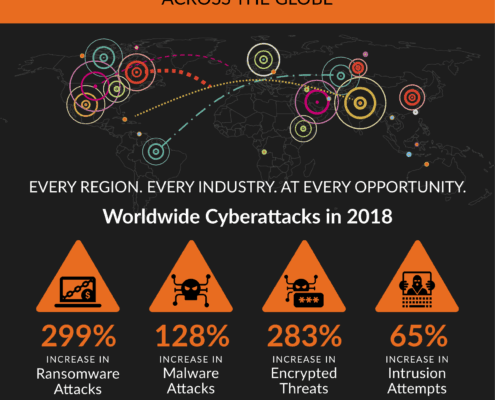 ACROSS THE GLOBE
EVERY REGION. EVERY INDUSTRY. AT EVERY OPPORTUNITY.
Worldwide Cyberattacks in 2018
$
***
299%
INCREASE IN
Ransomware
Attacks
128%
INCREASE IN
Malware
Attacks
283%
INCREASE IN
Encrypted
Threats
65%
INCREASE IN
Intrusion
Attempts